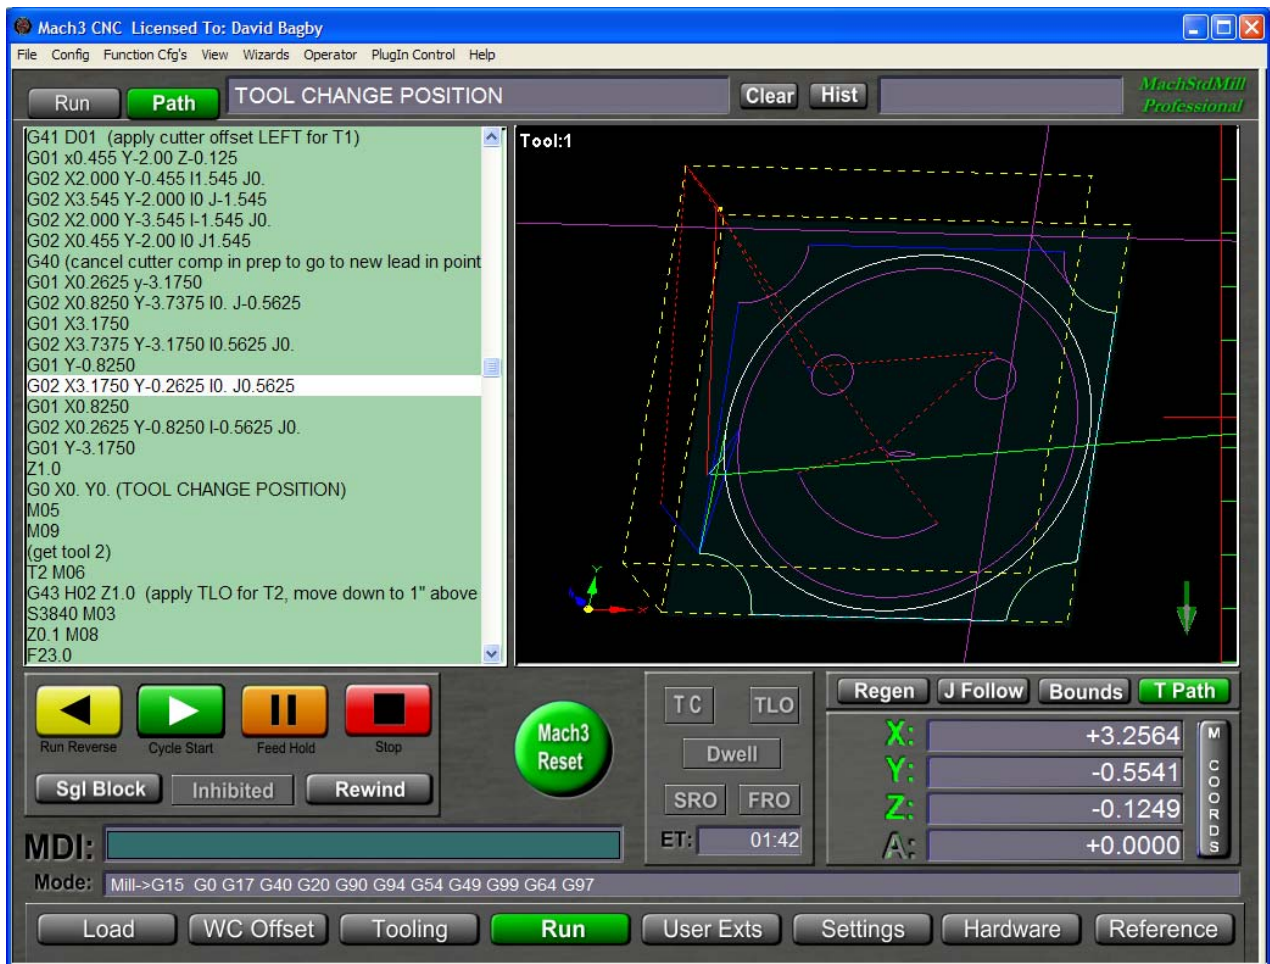 Mach3 CNC Licensed To: David Bagby
File Config Function Cfg's View Wizards Operator PlugIn Control Help
Run Path TOOL CHANGE POSITION Clear Hist MachStdMill
Professional
G41 D01 (apply cutter offset LEFT for T1)
G01 x0.455 Y-2.00 Z-0.125
G02 X2.000 Y-0.455 I1.545 J0.
G02 X3.545 Y-2.000 I0 J-1.545
G02 X2.000 Y-3.545 I-1.545 J0.
G02 X0.455 Y-2.00 I0 J1.545
G40 (cancel cutter comp in prep to go to new lead in point
G01 X0.2625 y-3.1750
G02 X0.8250 Y-3.7375 I0. J-0.5625
G01 X3.1750
G02 X3.7375 Y-3.1750 I0.5625 J0.
G01 Y-0.8250
G02 X3.1750 Y-0.2625 I0. J0.5625
G01 X0.8250
G02 X0.2625 Y-0.8250 I-0.5625 J0.
G01 Y-3.1750
Z1.0
G0 X0. Y0. (TOOL CHANGE POSITION)
M05
M09
(get tool 2)
T2 M06
G43 H02 Z1.0 (apply TLO for T2, move down to 1" above
S3840 M03
Z0.1 M08
F23.0
Tool:1
Y
X
Run Reverse Cycle Start Feed Hold Stop
Sgl Block Inhibited Rewind
Mach3
Reset
T C TLO
Dwell
SRO FRO
ET: 01:42
Regen J Follow Bounds T Path
X: +3.2564
Y: -0.5541
Z: -0.1249
A: +0.0000
M COORDS
MDI:
Mode: Mill->G15 G0 G17 G40 G20 G90 G94 G54 G49 G99 G64 G97
Load WC Offset Tooling Run User Exts Settings Hardware Reference